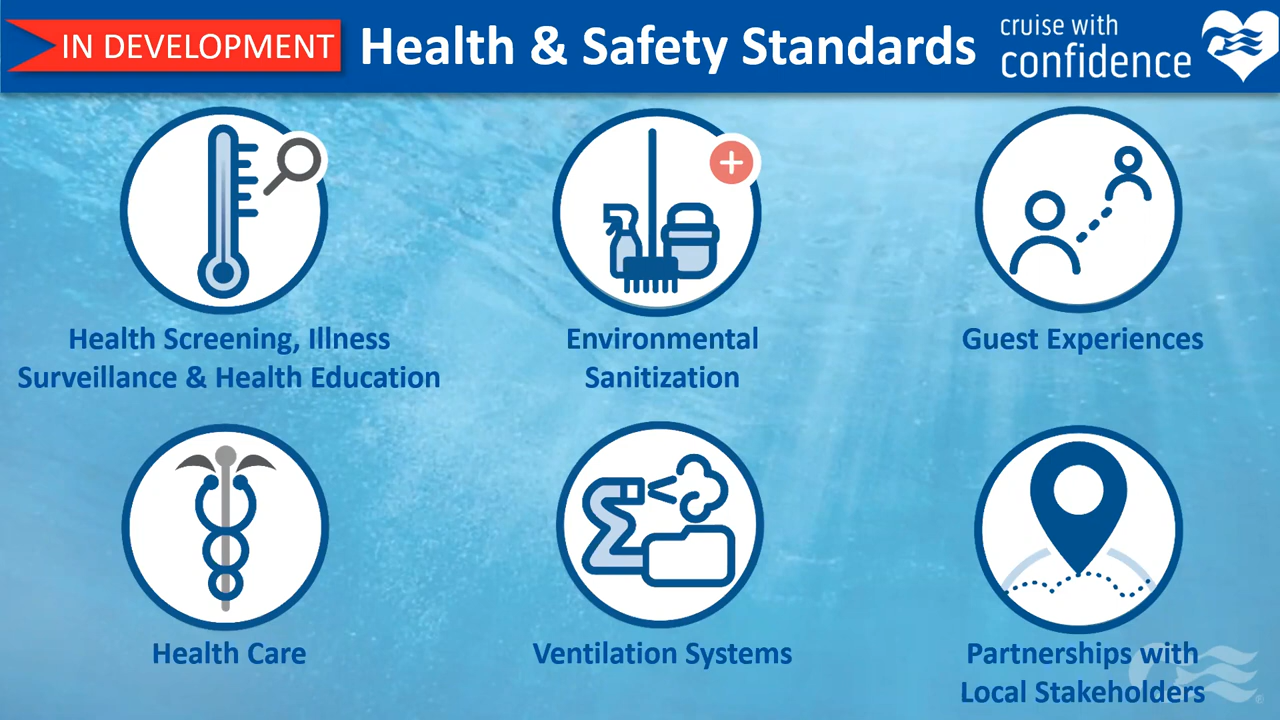 IN DEVELOPMENT
Health & Safety Standards
cruise with
confidence
Health Screening, Illness
Surveillance & Health Education
Environmental
Sanitization
Guest Experiences
Health Care
Ventilation Systems
Partnerships with
Local Stakeholders
®